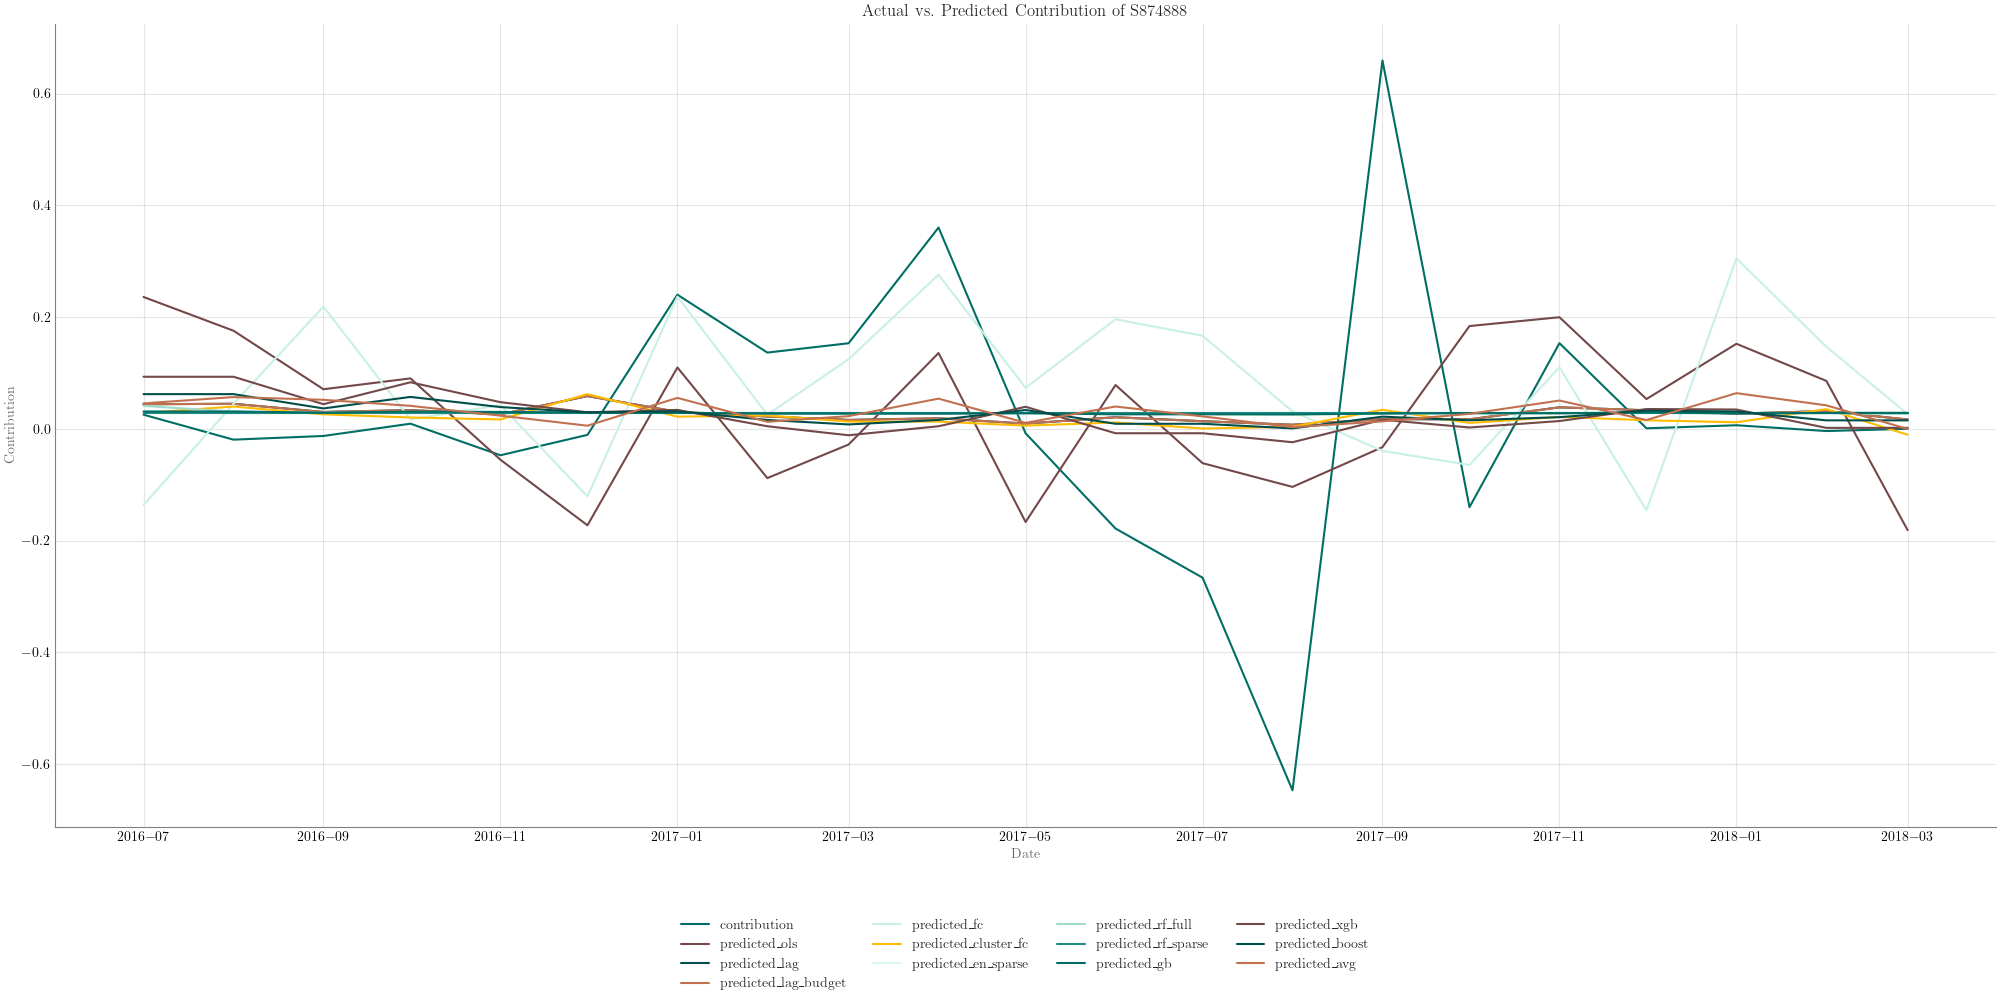 Actual vs. Predicted Contribution of S874888
Contribution
0.6
0.4
0.2
0.0
−0.2
−0.4
−0.6
2016−07 2016−09 2016−11 2017−01 2017−03 2017−05 2017−07 2017−09 2017−11 2018−01 2018−03
Date
contribution predicted_fc predicted_rf_full predicted_xgb
predicted_ols predicted_cluster_fc predicted_rf_sparse predicted_boost
predicted_lag predicted_en_sparse predicted_gb predicted_avg
predicted_lag_budget